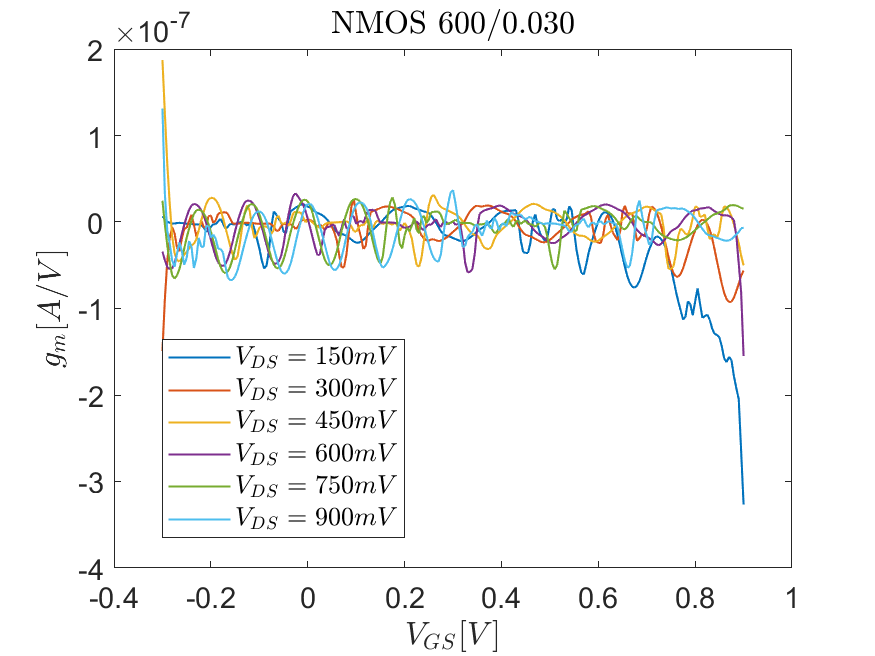 NMOS 600/0.030
×10⁻⁷
2
1
0
-1
-2
-3
-4
g_m[A/V]
V_DS = 150mV
V_DS = 300mV
V_DS = 450mV
V_DS = 600mV
V_DS = 750mV
V_DS = 900mV
-0.4 -0.2 0 0.2 0.4 0.6 0.8 1
V_GS[V]